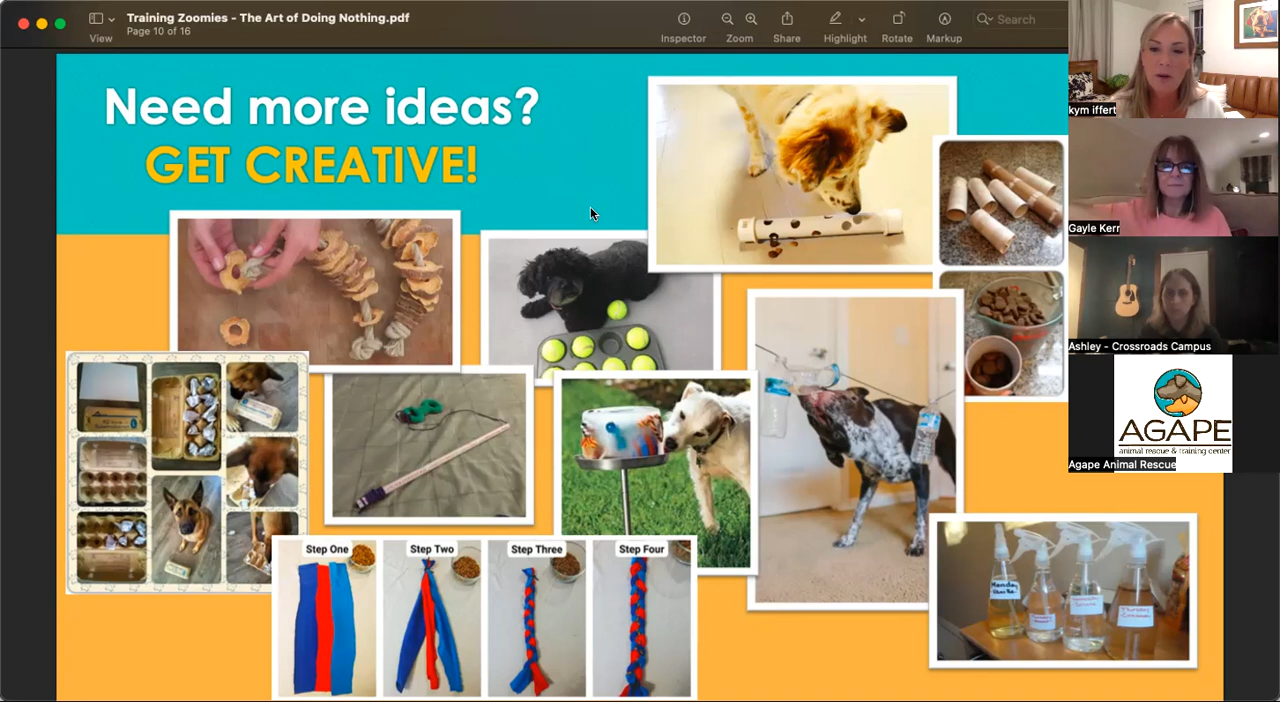 Training Zoomies - The Art of Doing Nothing.pdf
Page 10 of 16
View
Inspector
Zoom
Share
Highlight
Rotate
Markup
Search
Need more ideas?
GET CREATIVE!
Step One
Step Two
Step Three
Step Four
Monday
Thursday
kym iffert
Gayle Kerr
Ashley - Crossroads Campus
AGAPE
animal rescue & training center
Agape Animal Rescue